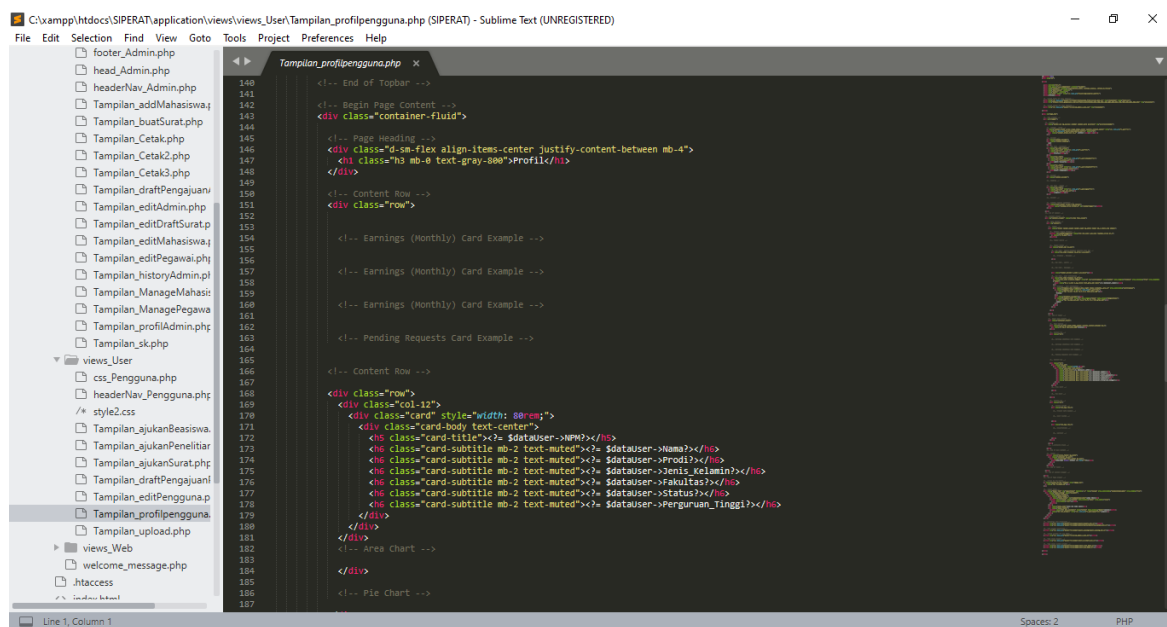 C:\xampp\htdocs\SIPERAT\application\views\views_User\Tampilan_profilpengguna.php (SIPERAT) - Sublime Text (UNREGISTERED)
File Edit Selection Find View Goto Tools Project Preferences Help
footer_Admin.php
head_Admin.php
headerNav_Admin.php
Tampilan_addMahasiswa.p
Tampilan_buatSurat.php
Tampilan_Cetak.php
Tampilan_Cetak2.php
Tampilan_Cetak3.php
Tampilan_draftPengajuanA
Tampilan_editAdmin.php
Tampilan_editDraftSurat.p
Tampilan_editMahasiswa.p
Tampilan_editPegawai.php
Tampilan_historyAdmin.ph
Tampilan_ManageMahasis
Tampilan_ManagePegawa
Tampilan_profilAdmin.php
Tampilan_sk.php
views_User
css_Pengguna.php
headerNav_Pengguna.php
/* style2.css
Tampilan_ajukanBeasiswa.
Tampilan_ajukanPenelitiar
Tampilan_ajukanSurat.php
Tampilan_draftPengajuanP
Tampilan_editPengguna.p
Tampilan_profilpengguna.
Tampilan_upload.php
views_Web
welcome_message.php
.htaccess
<> index.html
Tampilan_profilpengguna.php ×
140 <!-- End of Topbar -->
141
142 <!-- Begin Page Content -->
143 <div class="container-fluid">
144
145 <!-- Page Heading -->
146 <div class="d-sm-flex align-items-center justify-content-between mb-4">
147 <h1 class="h3 mb-0 text-gray-800">Profil</h1>
148 </div>
149
150 <!-- Content Row -->
151 <div class="row">
152
153
154 <!-- Earnings (Monthly) Card Example -->
155
156
157 <!-- Earnings (Monthly) Card Example -->
158
159
160 <!-- Earnings (Monthly) Card Example -->
161
162
163 <!-- Pending Requests Card Example -->
164
165
166 <!-- Content Row -->
167
168 <div class="row">
169 <div class="col-12">
170 <div class="card" style="width: 80rem;">
171 <div class="card-body text-center">
172 <h5 class="card-title"><?= $dataUser->NPM?></h5>
173 <h6 class="card-subtitle mb-2 text-muted"><?= $dataUser->Nama?></h6>
174 <h6 class="card-subtitle mb-2 text-muted"><?= $dataUser->Prodi?></h6>
175 <h6 class="card-subtitle mb-2 text-muted"><?= $dataUser->Jenis_Kelamin?></h6>
176 <h6 class="card-subtitle mb-2 text-muted"><?= $dataUser->Fakultas?></h6>
177 <h6 class="card-subtitle mb-2 text-muted"><?= $dataUser->Status?></h6>
178 <h6 class="card-subtitle mb-2 text-muted"><?= $dataUser->Perguruan_Tinggi?></h6>
179 </div>
180 </div>
181 </div>
182 <!-- Area Chart -->
183
184 </div>
185
186 <!-- Pie Chart -->
187
Line 1, Column 1
Spaces: 2
PHP